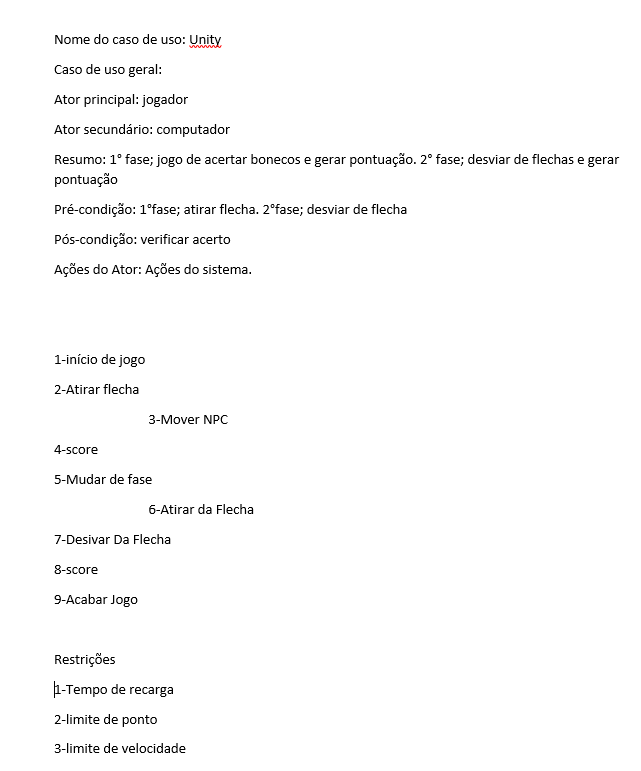 Nome do caso de uso: Unity
Caso de uso geral:
Ator principal: jogador
Ator secundário: computador
Resumo: 1° fase; jogo de acertar bonecos e gerar pontuação. 2° fase; desviar de flechas e gerar
pontuação
Pré-condição: 1°fase; atirar flecha. 2°fase; desviar de flecha
Pós-condição: verificar acerto
Ações do Ator: Ações do sistema.
1-início de jogo
2-Atirar flecha
3-Mover NPC
4-score
5-Mudar de fase
6-Atirar da Flecha
7-Desivar Da Flecha
8-score
9-Acabar Jogo
Restrições
1-Tempo de recarga
2-limite de ponto
3-limite de velocidade